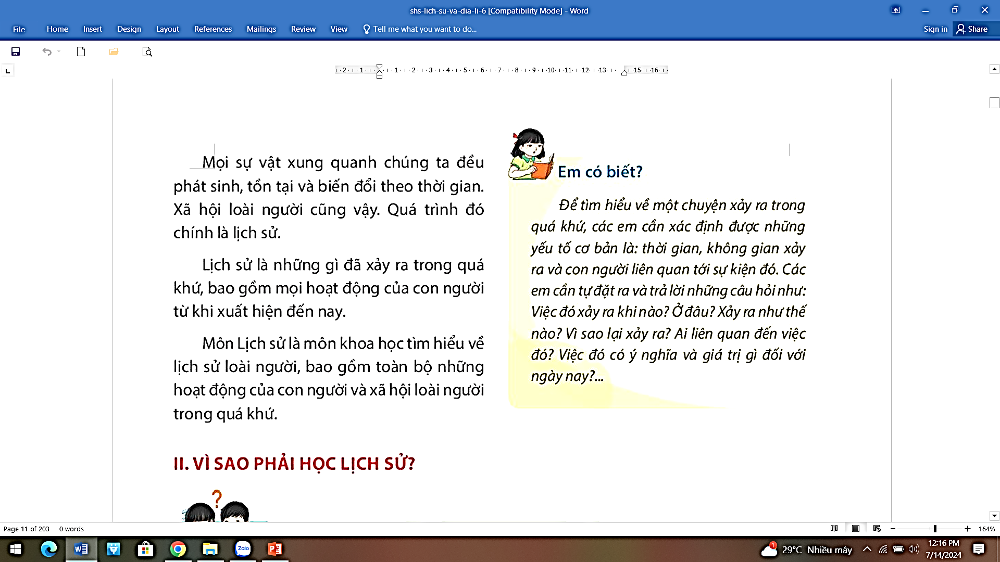 shs-lich-su-va-dia-li-6 [Compatibility Mode] - Word
File Home Insert Design Layout References Mailings Review View Tell me what you want to do... Sign in Share
2 1 1 2 3 4 5 6 7 8 9 10 11 12 13 15 16
Mọi sự vật xung quanh chúng ta đều
phát sinh, tồn tại và biến đổi theo thời gian.
Xã hội loài người cũng vậy. Quá trình đó
chính là lịch sử.
Lịch sử là những gì đã xảy ra trong quá
khứ, bao gồm mọi hoạt động của con người
từ khi xuất hiện đến nay.
Môn Lịch sử là môn khoa học tìm hiểu về
lịch sử loài người, bao gồm toàn bộ những
hoạt động của con người và xã hội loài người
trong quá khứ.
Em có biết?
Để tìm hiểu về một chuyện xảy ra trong
quá khứ, các em cần xác định được những
yếu tố cơ bản là: thời gian, không gian xảy
ra và con người liên quan tới sự kiện đó. Các
em cần tự đặt ra và trả lời những câu hỏi như:
Việc đó xảy ra khi nào? Ở đâu? Xảy ra như thế
nào? Vì sao lại xảy ra? Ai liên quan đến việc
đó? Việc đó có ý nghĩa và giá trị gì đối với
ngày nay?...
II. VÌ SAO PHẢI HỌC LỊCH SỬ?
?
Page 11 of 203 0 words 164%
Zalo
1 29°C Nhiều mây
12:16 PM
7/14/2024